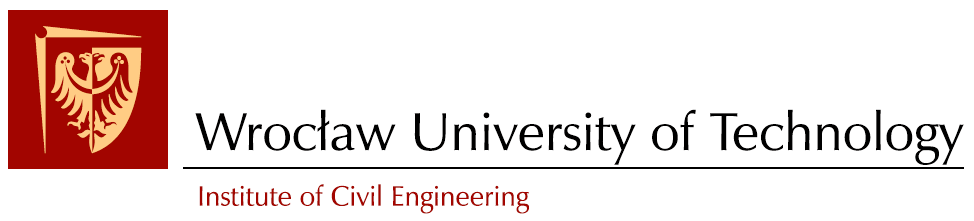 Wrocław University of Technology
Institute of Civil Engineering